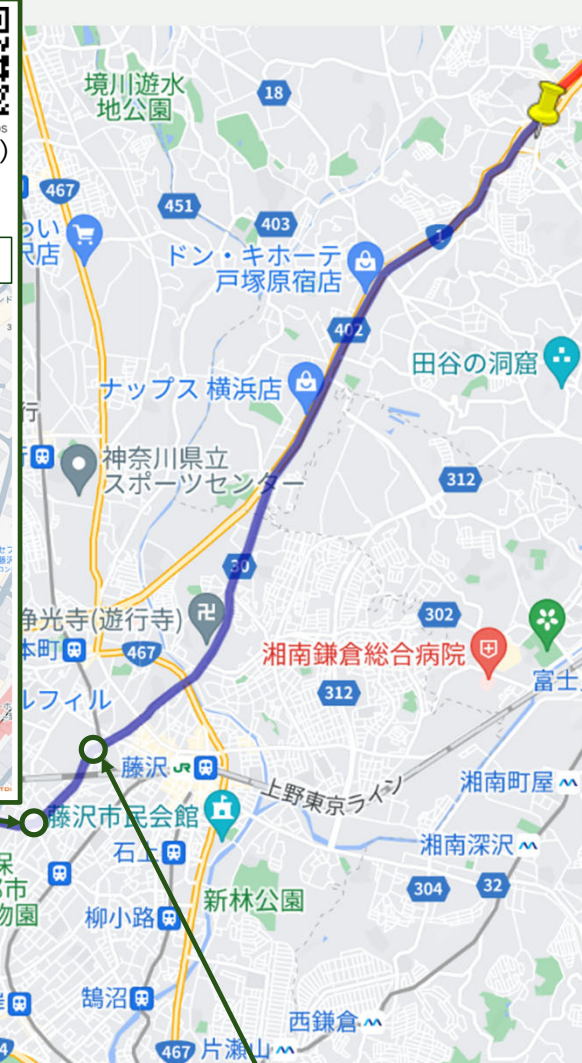 境川遊水
地公園
18
467
451
403
ドン・キホーテ
戸塚原宿店
1
402
田谷の洞窟
ナップス 横浜店
行
神奈川県立
スポーツセンター
312
30
302
浄光寺(遊行寺)
本町
467
湘南鎌倉総合病院
富士
312
ルフィル
藤沢
JR
上野東京ライン
湘南町屋
藤沢市民会館
石上
湘南深沢
304
32
新林公園
柳小路
鵠沼
西鎌倉
467
片瀬山